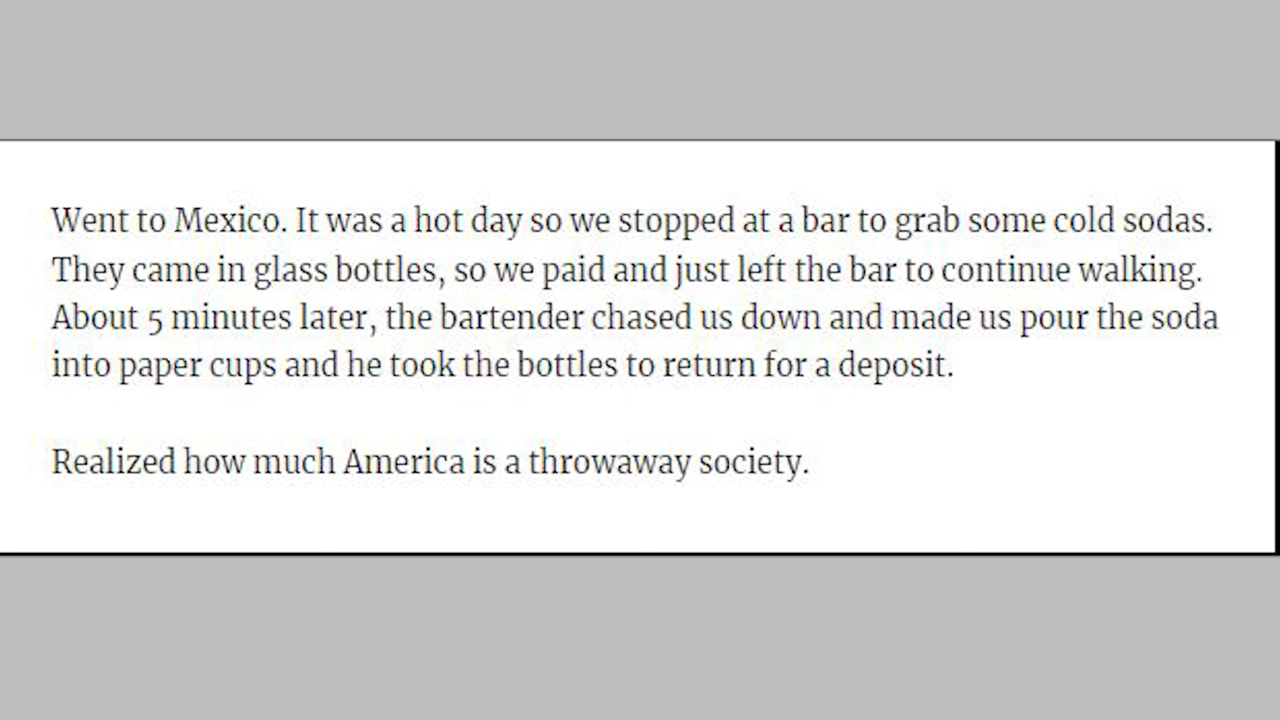 Went to Mexico. It was a hot day so we stopped at a bar to grab some cold sodas.
They came in glass bottles, so we paid and just left the bar to continue walking.
About 5 minutes later, the bartender chased us down and made us pour the soda
into paper cups and he took the bottles to return for a deposit.
Realized how much America is a throwaway society.